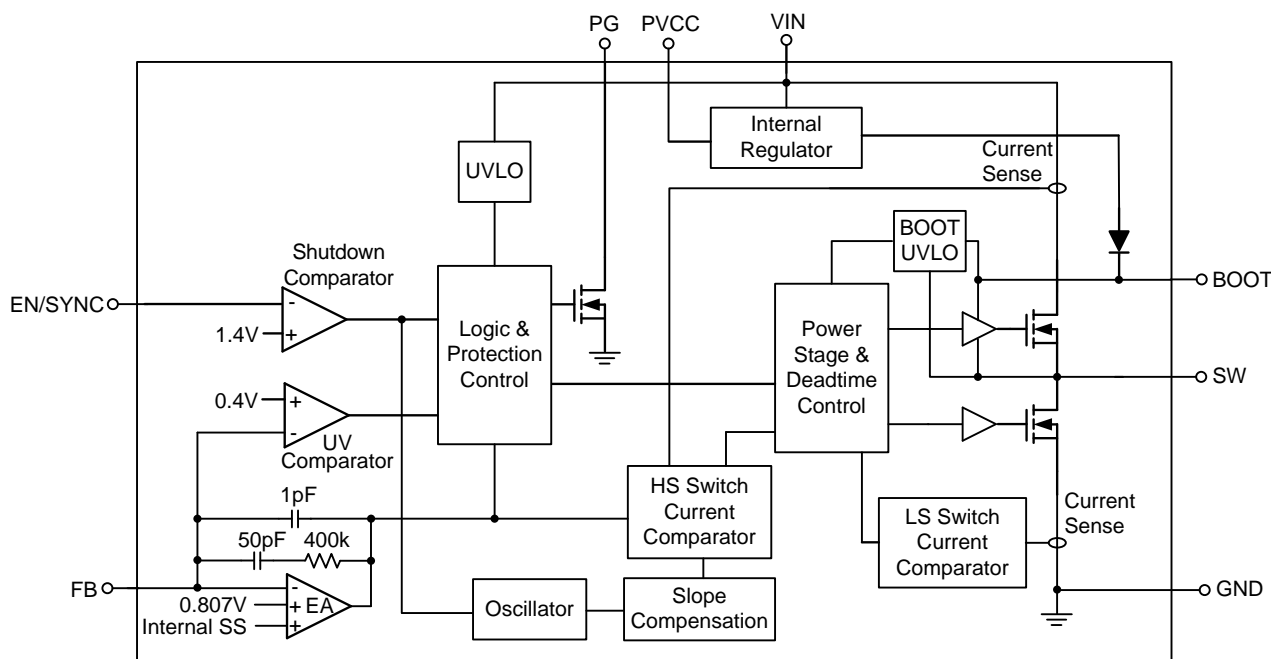 PG
PVCC
VIN
Internal
Regulator
Current
Sense
UVLO
BOOT
UVLO
Shutdown
Comparator
BOOT
EN/SYNC
-
1.4V
+
Logic &
Protection
Control
Power
Stage &
Deadtime
Control
SW
0.4V
+
-
UV
Comparator
1pF
HS Switch
Current
Comparator
LS Switch
Current
Comparator
Current
Sense
50pF
400k
FB
-
0.807V
+
EA
Internal SS
+
Oscillator
Slope
Compensation
GND